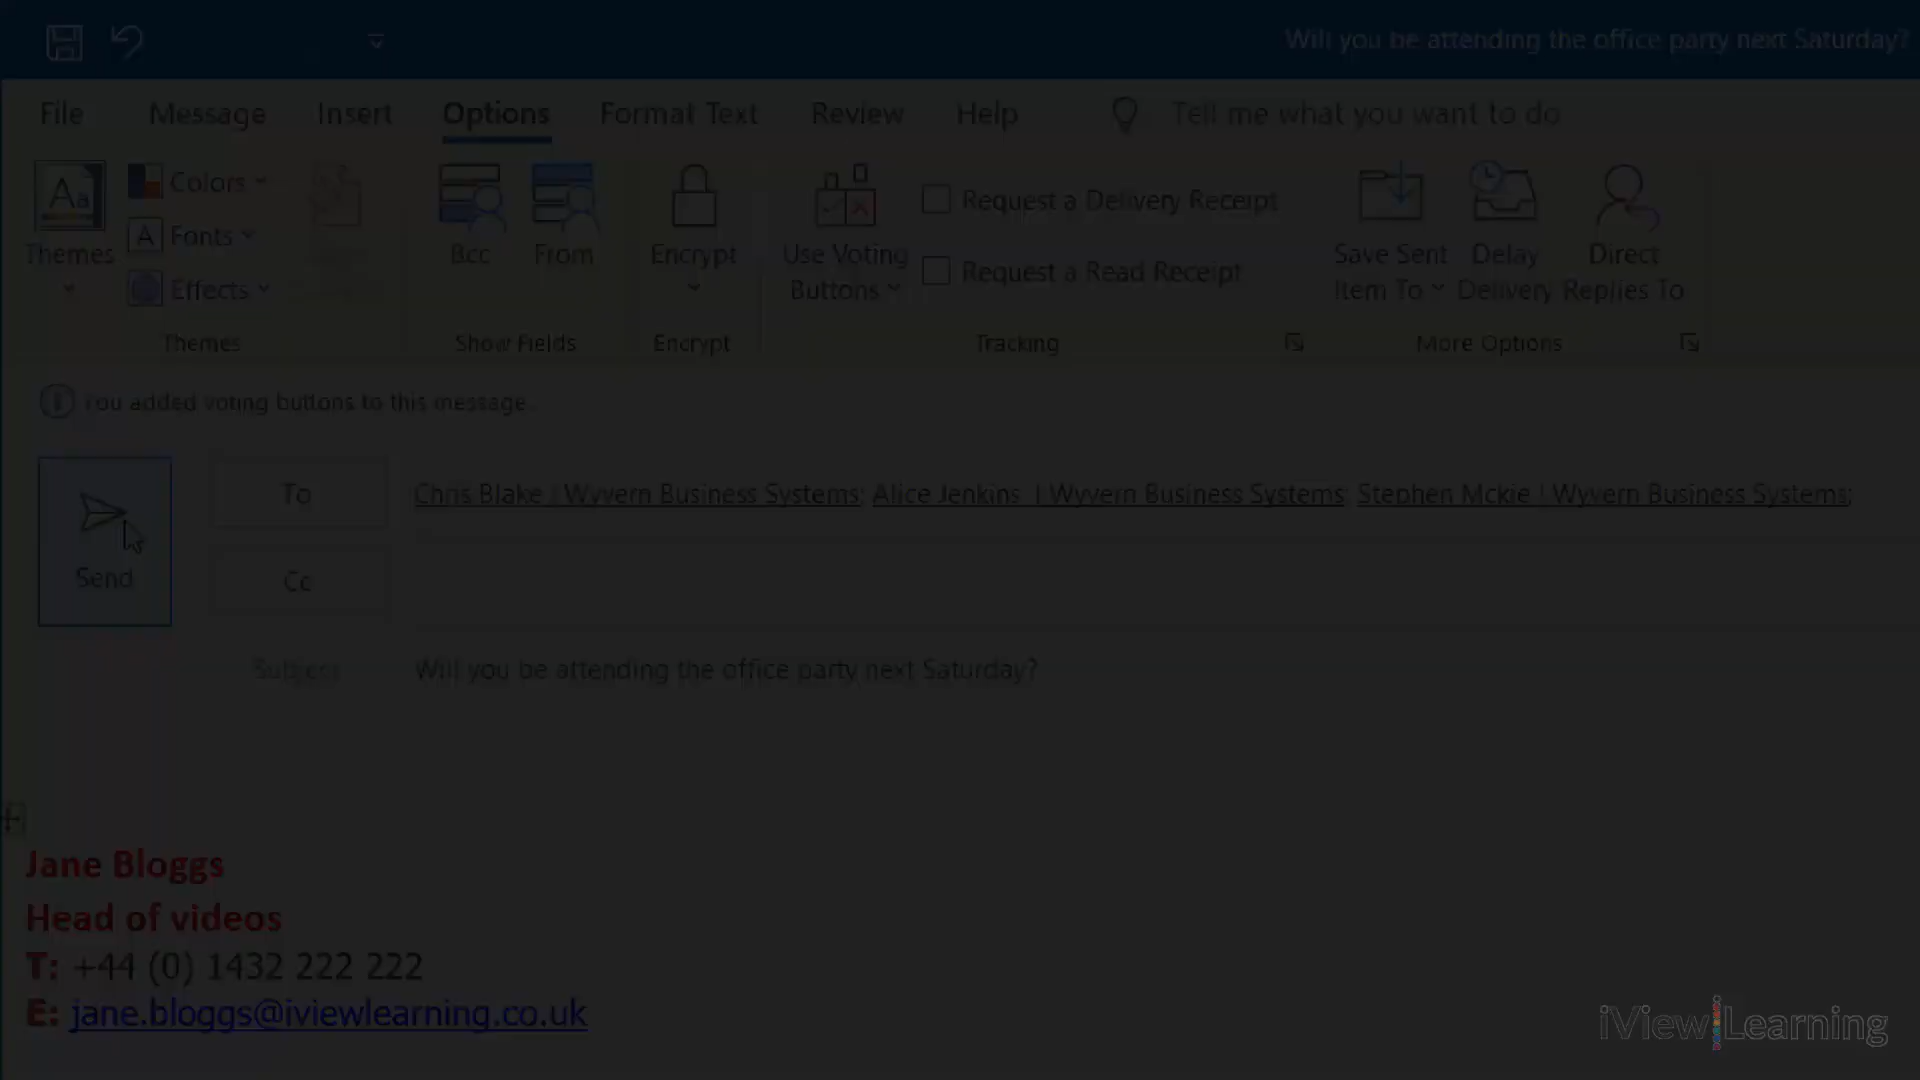 Will you be attending the office party next Saturday?
File Message Insert Options Format Text Review Help Tell me what you want to do
Themes
Colors
Fonts
Effects
Themes
Bcc From
Show Fields
Encrypt
Encrypt
Use Voting
Buttons
Request a Delivery Receipt
Request a Read Receipt
Tracking
Save Sent
Item To
Delay
Delivery
Direct
Replies To
More Options
You added voting buttons to this message.
Send
To Chris Blake | Wyvern Business Systems; Alice Jenkins | Wyvern Business Systems; Stephen Mckie | Wyvern Business Systems;
Cc
Subject Will you be attending the office party next Saturday?
Jane Bloggs
Head of videos
T: +44 (0) 1432 222 222
E: jane.bloggs@iviewlearning.co.uk
iView Learning